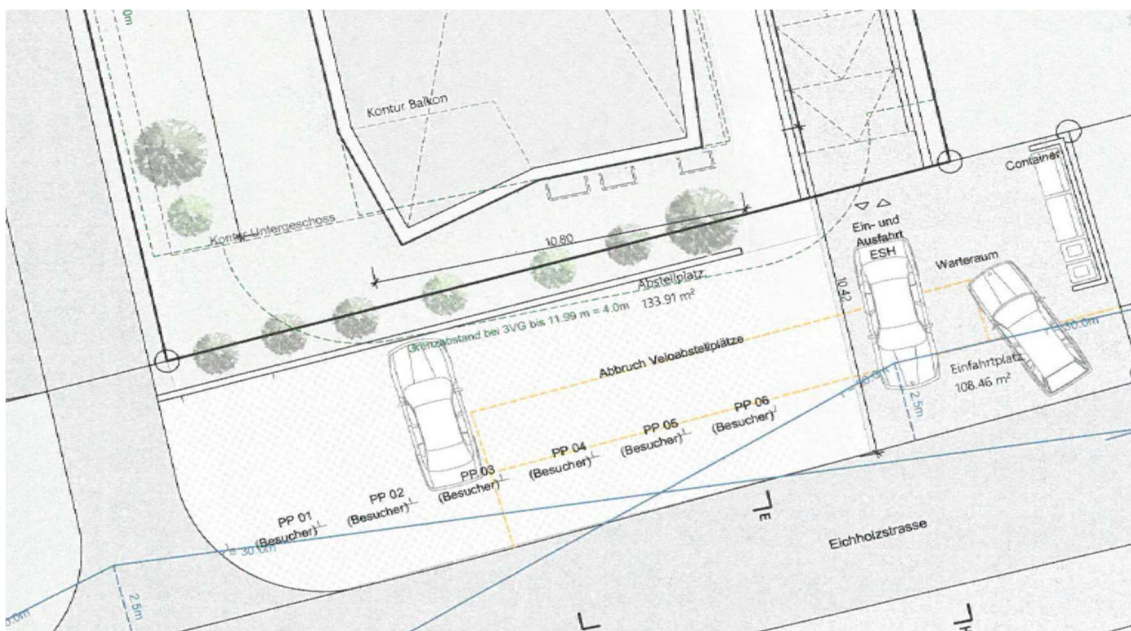 Kontur Balkon
Container
Kontur Untergeschoss
Ein- und
Ausfahrt
ESH
Warteraum
10.80
Abstellplatz
133.91 m²
10.42
Grenzabstand bei 3VG bis 11.99 m = 4.0m
Abbruch Veloabstellplätze
Einfahrtplatz
108.46 m²
2.5m
PP 06
(Besucher)
PP 05
(Besucher)
PP 04
(Besucher)
PP 03
(Besucher)
PP 02
(Besucher)
PP 01
(Besucher)
= 30.0m
E
Eichholzstrasse
2.5m
H